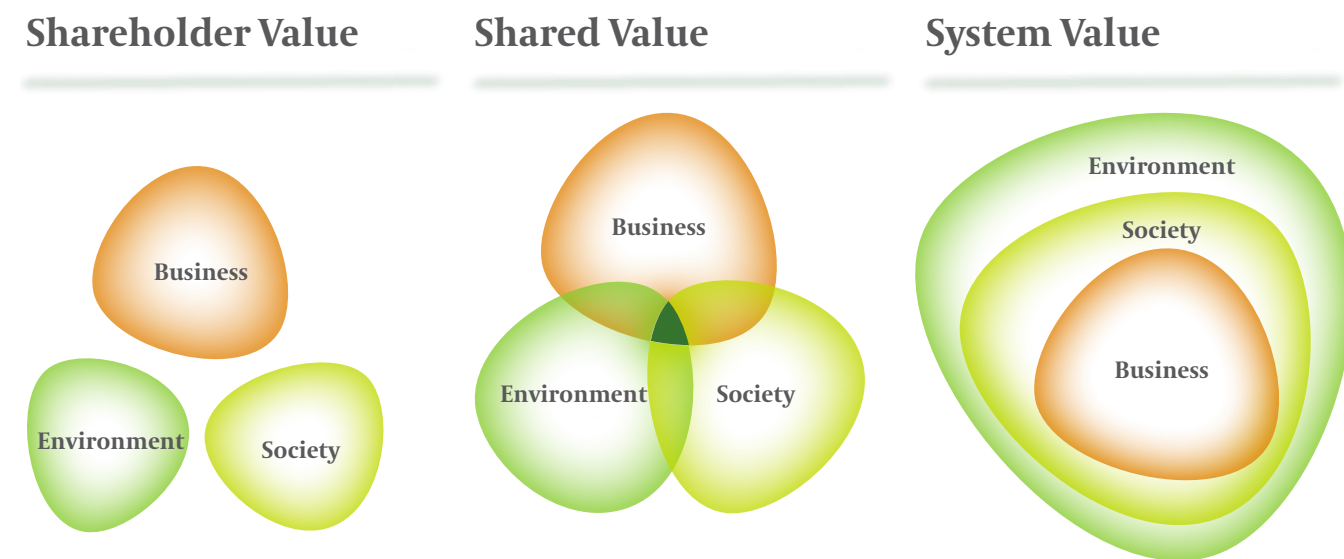 Shareholder Value
Business
Environment
Society
Shared Value
Business
Environment
Society
System Value
Environment
Society
Business